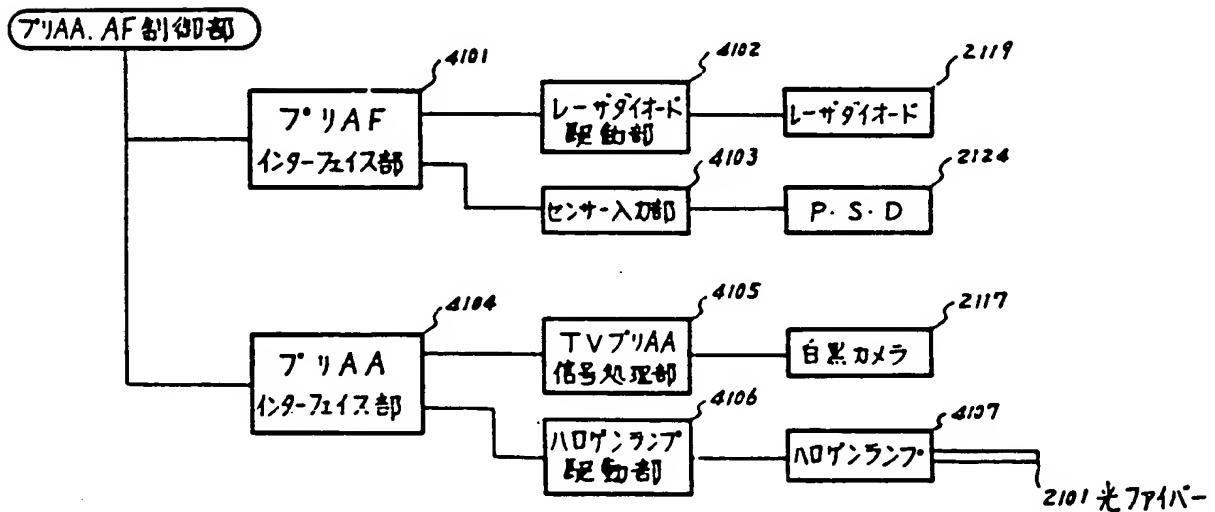 プリAA.AF制御部
4101
プリAF
インターフェイス部
4102
レーザダイオード
駆動部
2119
レーザダイオード
4103
センサー入力部
2124
P・S・D
4104
プリAA
インターフェイス部
4105
TVプリAA
信号処理部
2117
白黒カメラ
4106
ハロゲンランプ
駆動部
4107
ハロゲンランプ
2101 光ファイバー